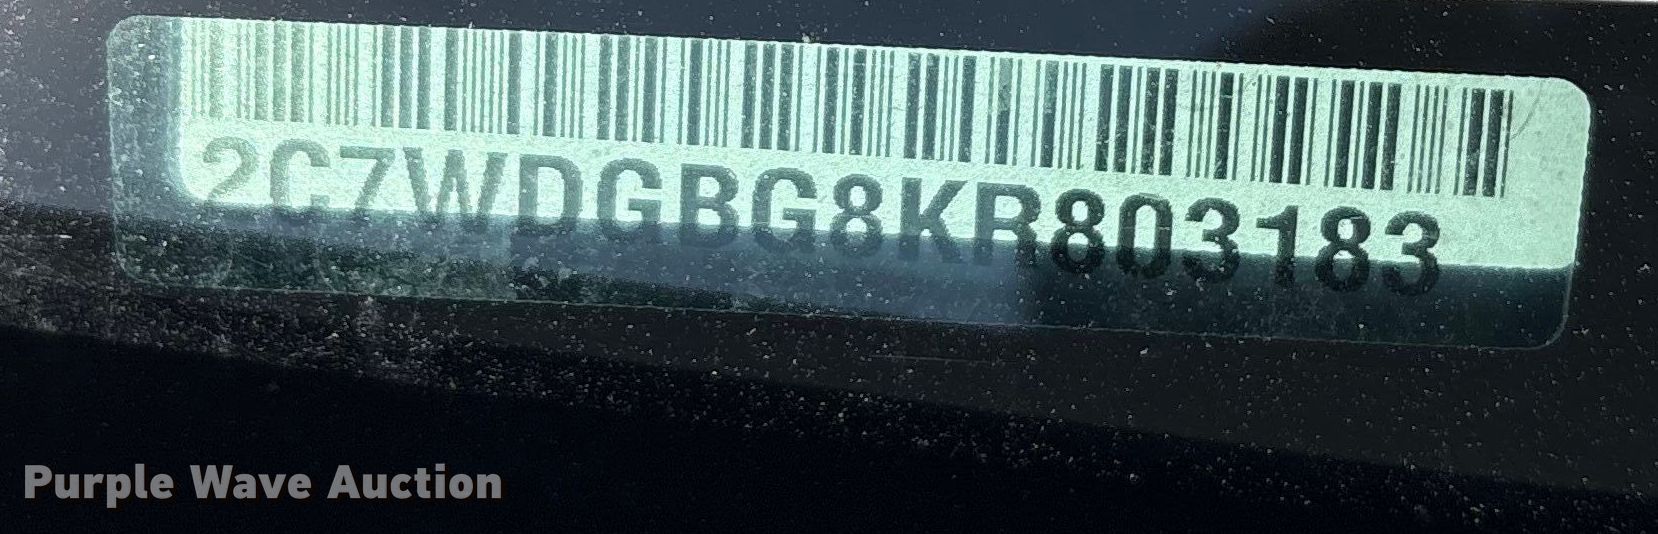 2C7WDGBG8KR803183
Purple Wave Auction